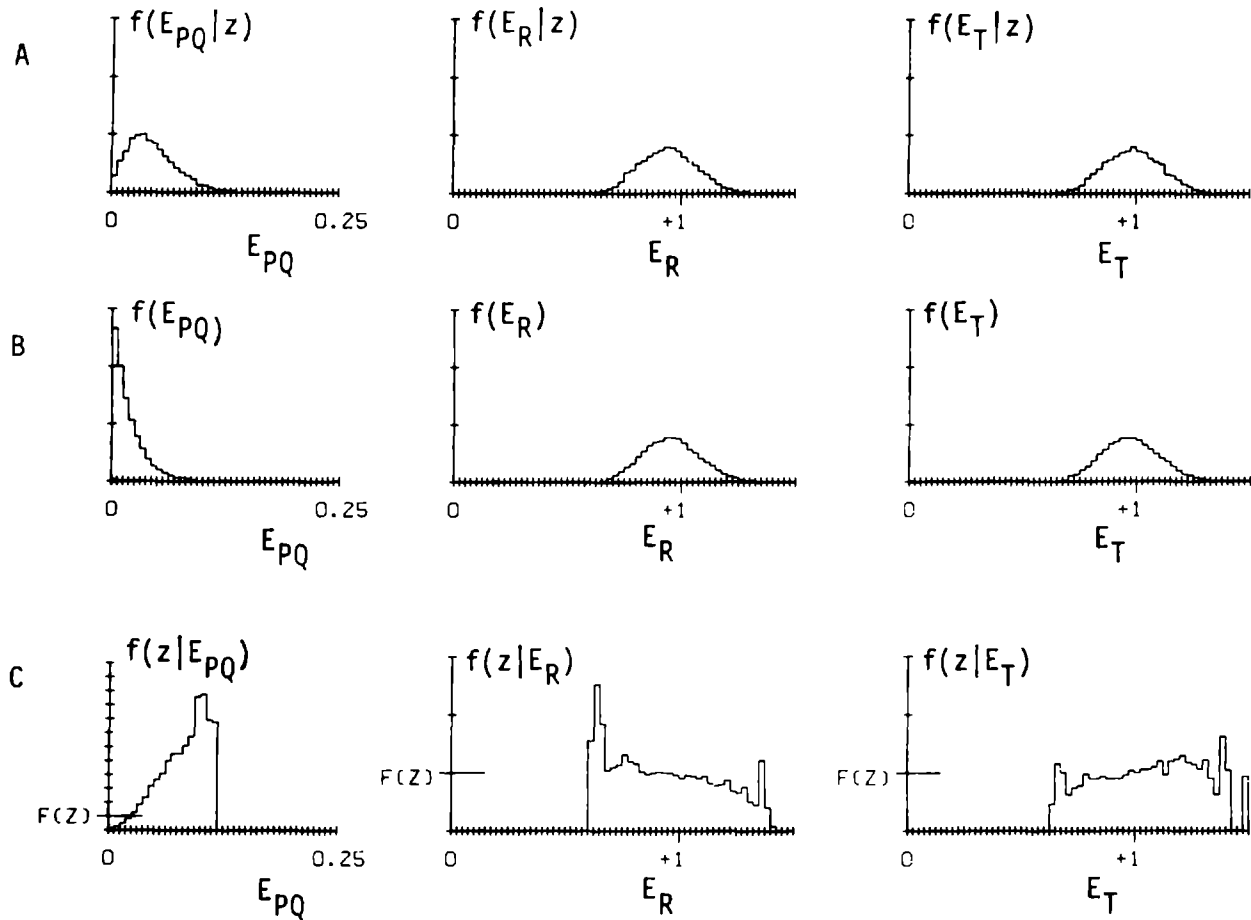 A
f(E_PQ|z)
f(E_R|z)
f(E_T|z)
0
0.25
0
+1
0
+1
E_PQ
E_R
E_T
B
f(E_PQ)
f(E_R)
f(E_T)
0
0.25
0
+1
0
+1
E_PQ
E_R
E_T
C
f(z|E_PQ)
f(z|E_R)
f(z|E_T)
F(Z)
F(Z)
F(Z)
0
0.25
0
+1
0
+1
E_PQ
E_R
E_T